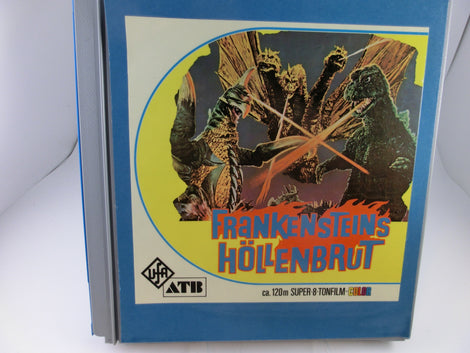 FRANKENSTEINS
HÖLLENBRUT
UFA
ATB
ca. 120m SUPER-8-TONFILM-COLOR